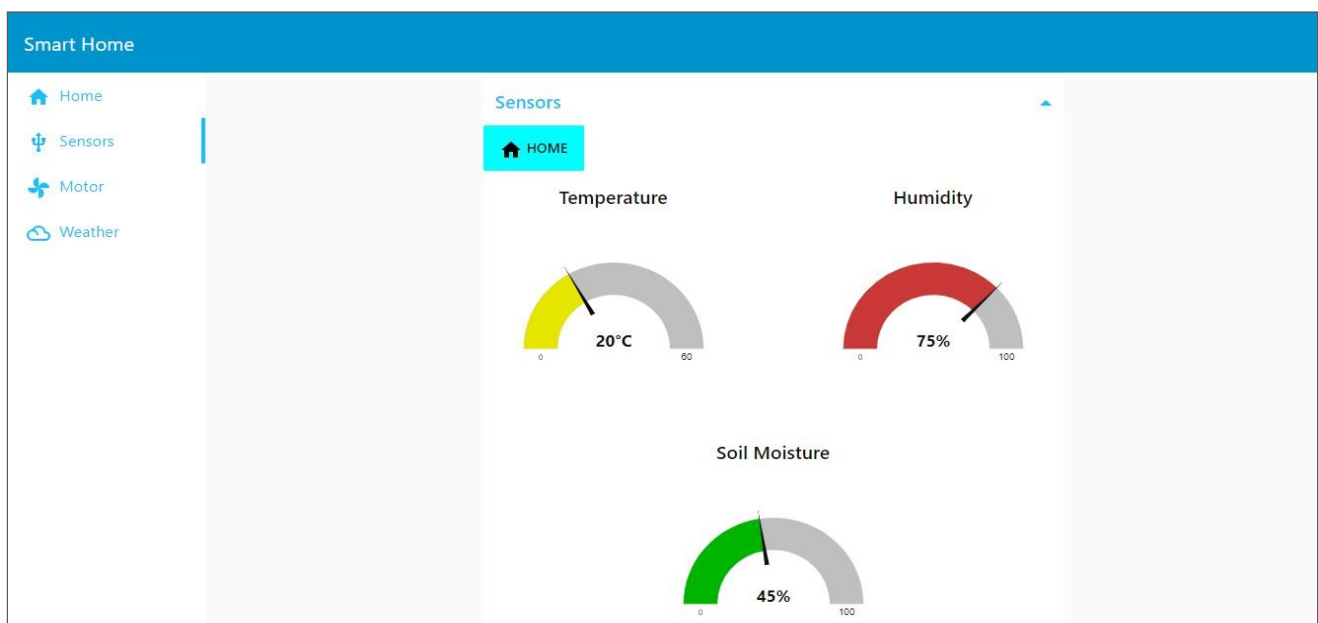 Smart Home
Home
Sensors
Motor
Weather
Sensors
HOME
Temperature
Humidity
20°C
0
60
75%
0
100
Soil Moisture
45%
0
100